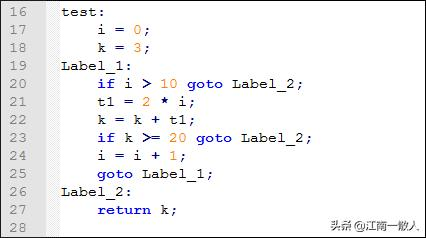 16 test:
17     i = 0;
18     k = 3;
19 Label_1:
20     if i > 10 goto Label_2;
21     t1 = 2 * i;
22     k = k + t1;
23     if k >= 20 goto Label_2;
24     i = i + 1;
25     goto Label_1;
26 Label_2:
27     return k;
28
头条 @江南一散人